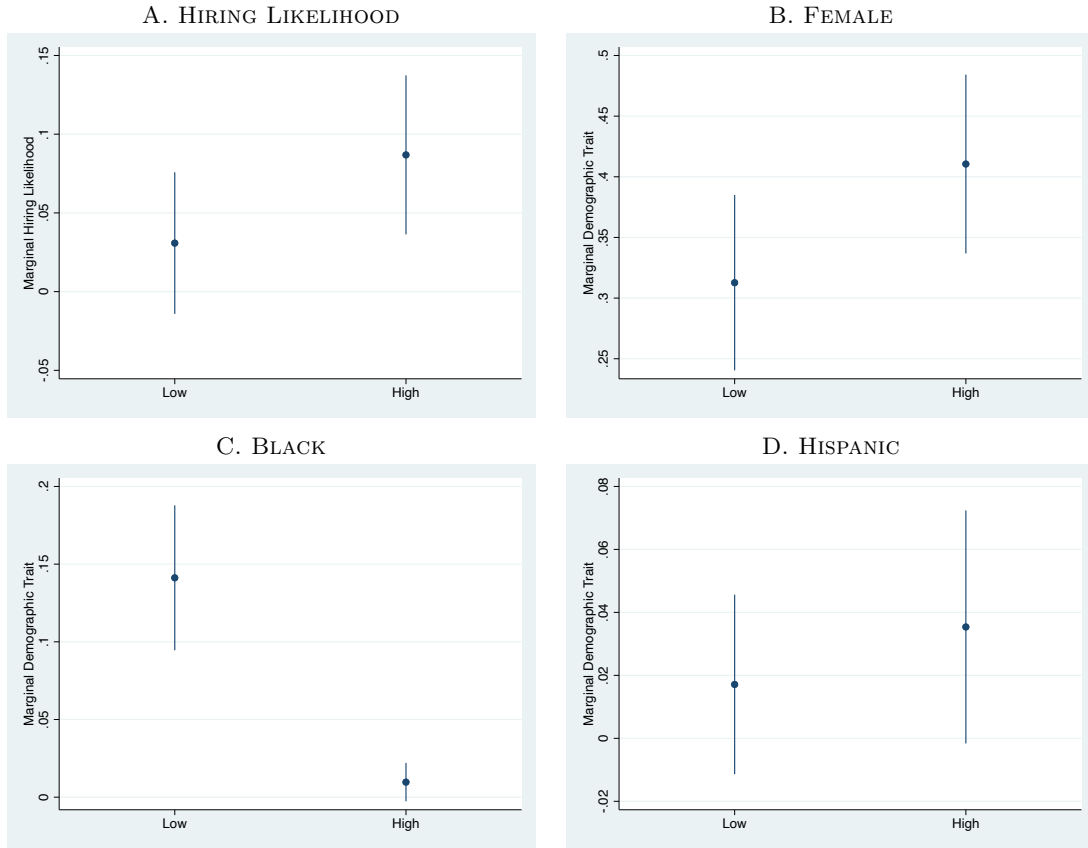 A. HIRING LIKELIHOOD
Marginal Hiring Likelihood
.15
.1
.05
0
-.05
Low High
B. FEMALE
Marginal Demographic Trait
.5
.45
.4
.35
.3
.25
Low High
C. BLACK
Marginal Demographic Trait
.2
.15
.1
.05
0
Low High
D. HISPANIC
Marginal Demographic Trait
.08
.06
.04
.02
0
-.02
Low High